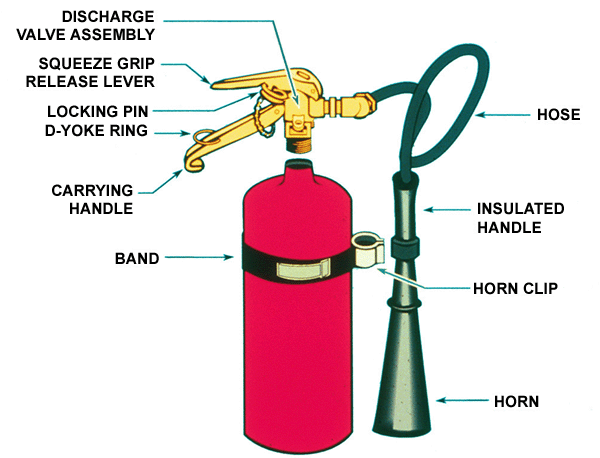 DISCHARGE
VALVE ASSEMBLY
SQUEEZE GRIP
RELEASE LEVER
LOCKING PIN
D-YOKE RING
CARRYING
HANDLE
BAND
HOSE
INSULATED
HANDLE
HORN CLIP
HORN